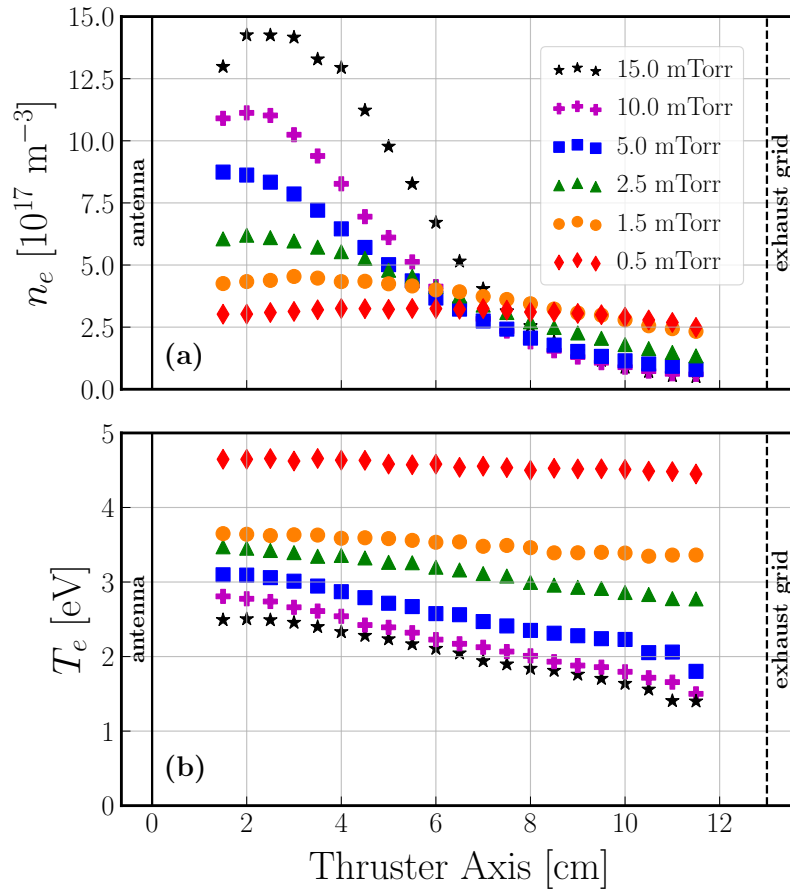 15.0
12.5
10.0
7.5
5.0
2.5
0.0
n_e [10^17 m^−3]
antenna
exhaust grid
15.0 mTorr
10.0 mTorr
5.0 mTorr
2.5 mTorr
1.5 mTorr
0.5 mTorr
(a)
5
4
3
2
1
0
T_e [eV]
antenna
exhaust grid
(b)
0 2 4 6 8 10 12
Thruster Axis [cm]